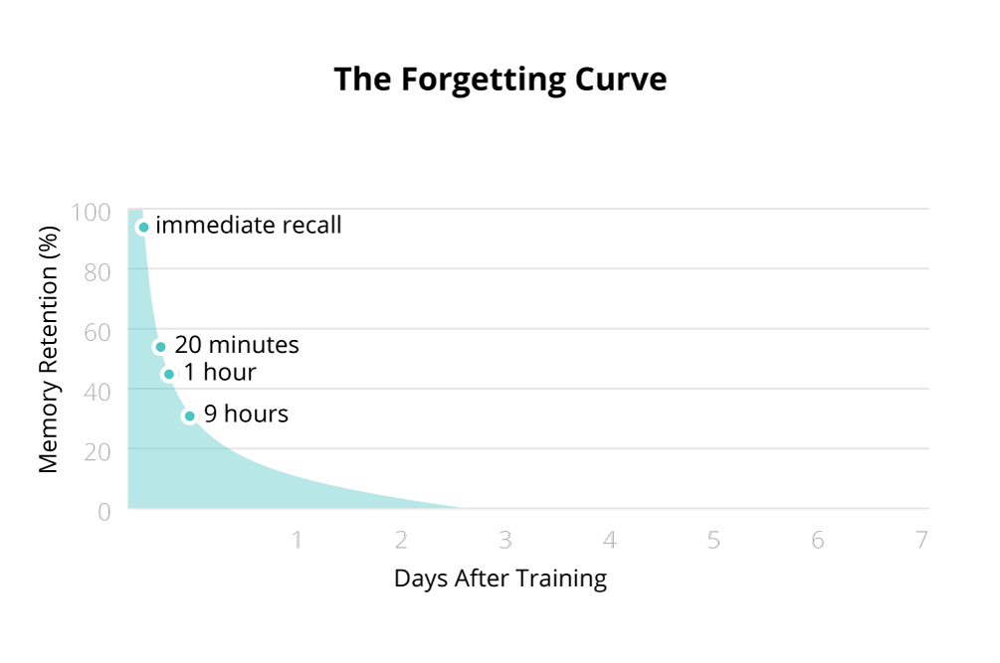 The Forgetting Curve
100
immediate recall
80
60
20 minutes
1 hour
40
9 hours
20
0
Memory Retention (%)
1 2 3 4 5 6 7
Days After Training